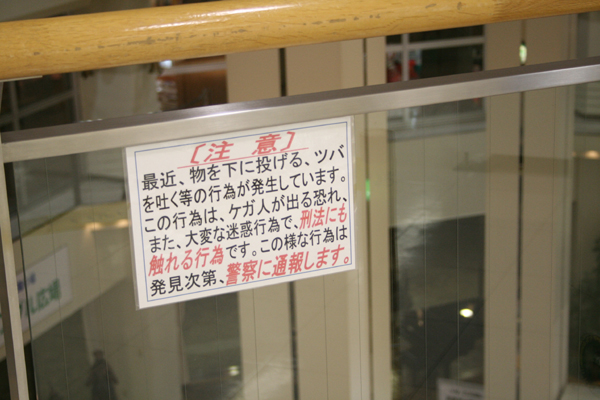 ［注 意］
最近、物を下に投げる、ツバ
を吐く等の行為が発生しています。
この行為は、ケガ人が出る恐れ、
また、大変な迷惑行為で、刑法にも
触れる行為です。この様な行為は
発見次第、警察に通報します。
広場